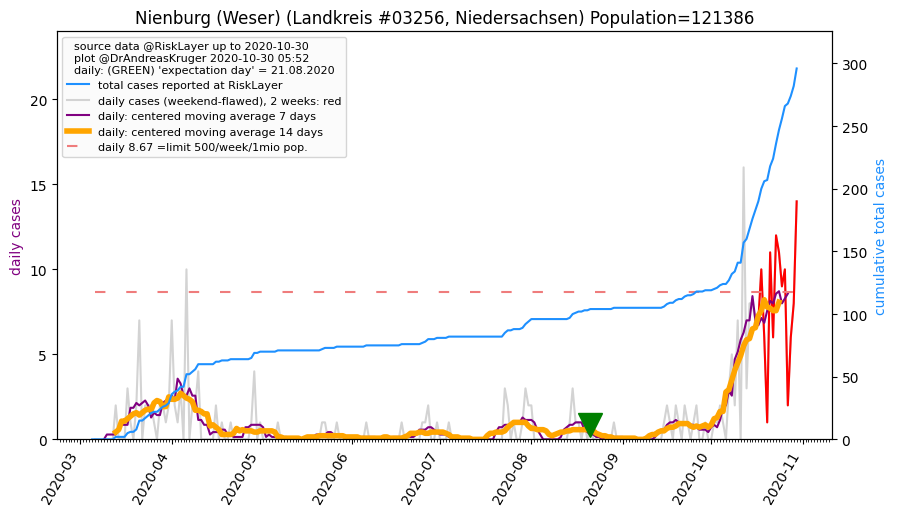 Nienburg (Weser) (Landkreis #03256, Niedersachsen) Population=121386
source data @RiskLayer up to 2020-10-30
plot @DrAndreasKruger 2020-10-30 05:52
daily: (GREEN) 'expectation day' = 21.08.2020
total cases reported at RiskLayer
daily cases (weekend-flawed), 2 weeks: red
daily: centered moving average 7 days
daily: centered moving average 14 days
daily 8.67 =limit 500/week/1mio pop.
daily cases
20
15
10
5
0
300
250
200
150
100
50
0
cumulative total cases
2020-03
2020-04
2020-05
2020-06
2020-07
2020-08
2020-09
2020-10
2020-11